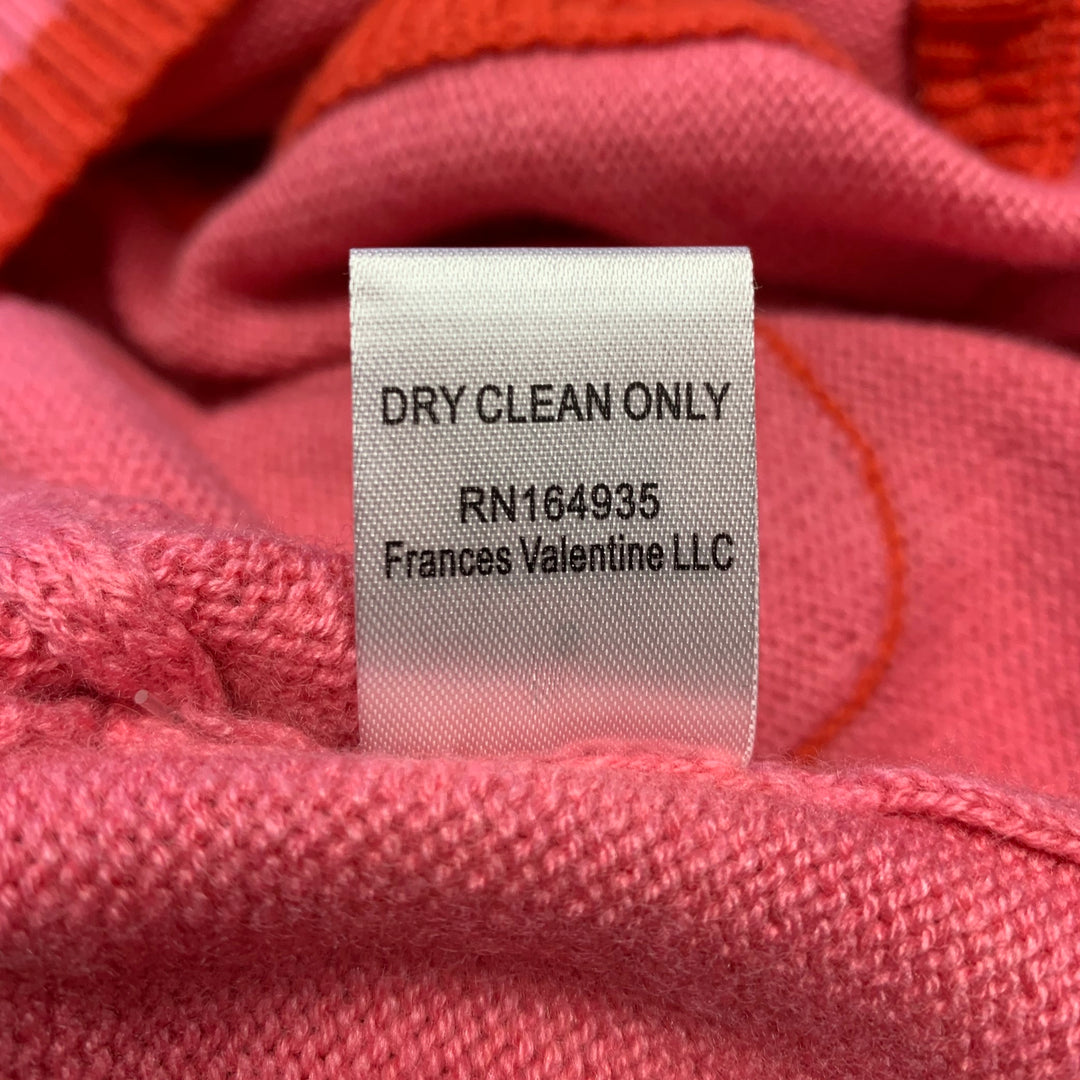 DRY CLEAN ONLY
RN164935
Frances Valentine LLC